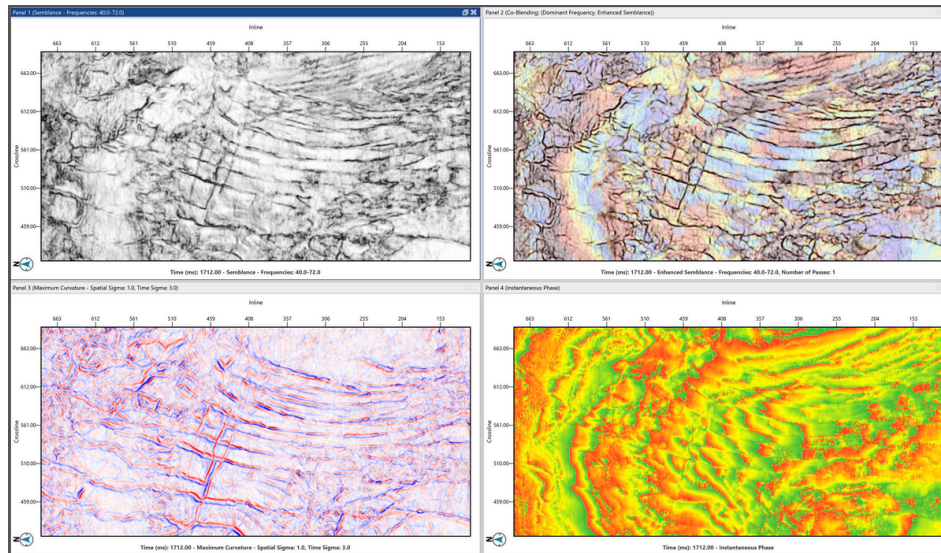 Panel 1 (Semblance - Frequencies: 40.0-72.0)
Inline
663 612 561 510 459 408 357 306 255 204 153
663.00
612.00
561.00
Crossline
510.00
459.00
N
Time (ms): 1712.00 - Semblance - Frequencies: 40.0-72.0
Panel 2 (Co-Blending: (Dominant Frequency, Enhanced Semblance))
Inline
663 612 561 510 459 408 357 306 255 204 153
663.00
612.00
561.00
Crossline
510.00
459.00
N
Time (ms): 1712.00 - Enhanced Semblance - Frequencies: 40.0-72.0, Number of Passes: 1
Panel 3 (Maximum Curvature - Spatial Sigma: 1.0, Time Sigma: 3.0)
Inline
663 612 561 510 459 408 357 306 255 204 153
663.00
612.00
561.00
Crossline
510.00
459.00
N
Time (ms): 1712.00 - Maximum Curvature - Spatial Sigma: 1.0, Time Sigma: 3.0
Panel 4 (Instantaneous Phase)
Inline
663 612 561 510 459 408 357 306 255 204 153
663.00
612.00
561.00
Crossline
510.00
459.00
N
Time (ms): 1712.00 - Instantaneous Phase